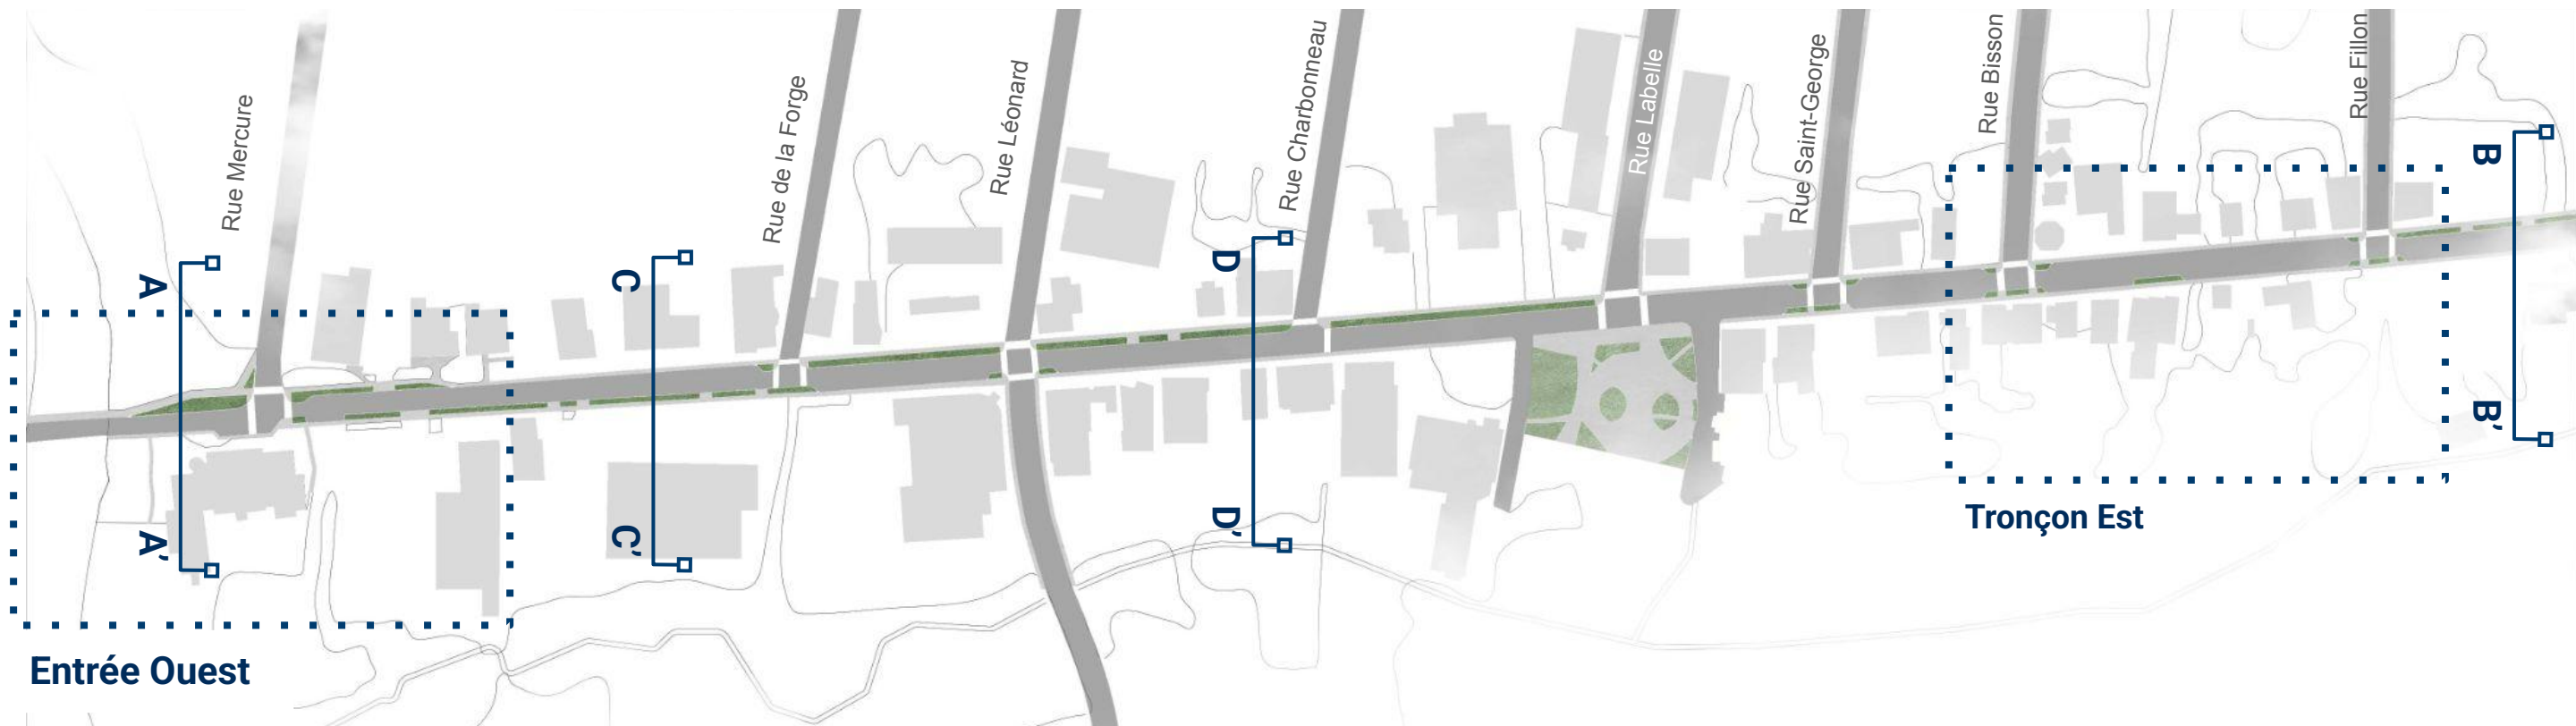 Rue Mercure
Rue de la Forge
Rue Léonard
Rue Charbonneau
Rue Labelle
Rue Saint-George
Rue Bisson
Rue Fillon
A
A’
C
C’
D
D’
B
B’
Entrée Ouest
Tronçon Est